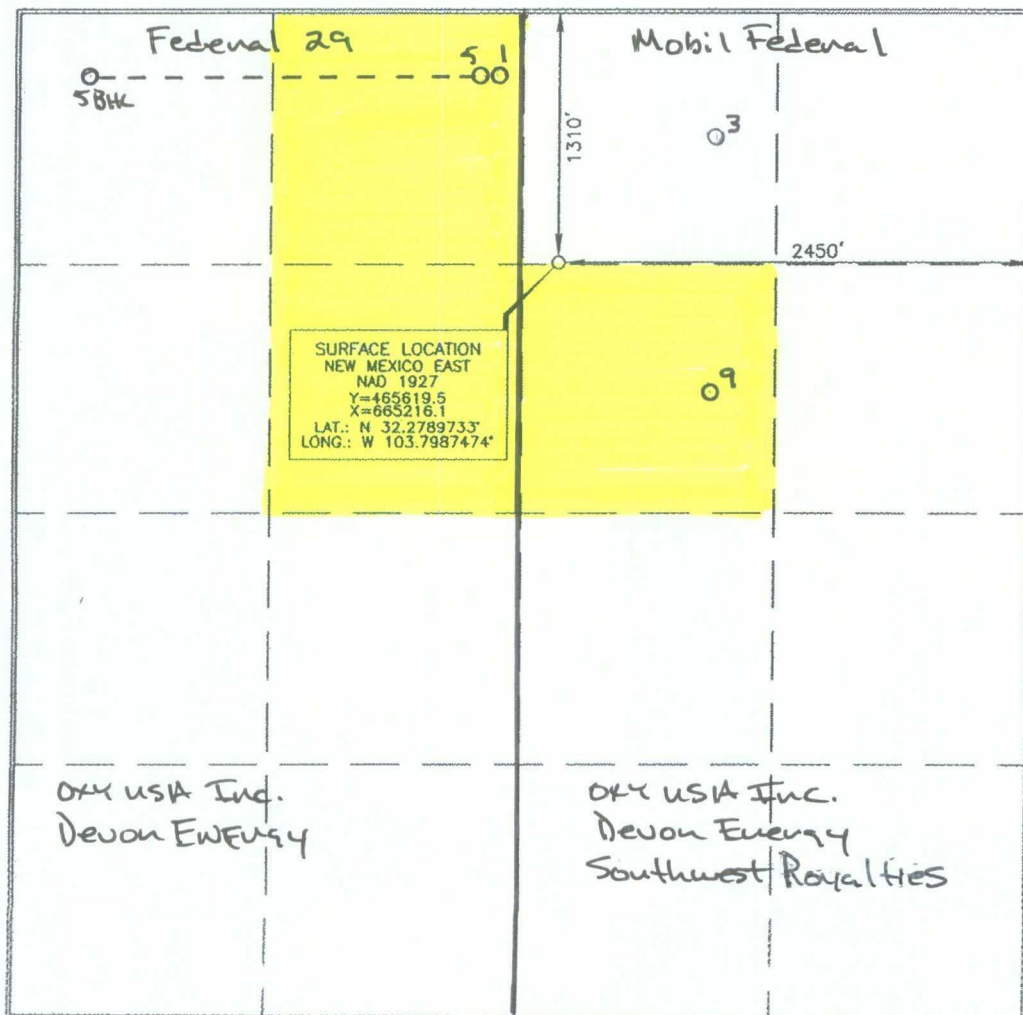 Federal 29
Mobil Federal
5 1
5BHL
3
1310'
2450'
SURFACE LOCATION
NEW MEXICO EAST
NAD 1927
Y=465619.5
X=665216.1
LAT.: N 32.2789733°
LONG.: W 103.7987474°
9
OXY USA Inc.
Devon ENErgy
OXY USA Inc.
Devon Energy
Southwest Royalties